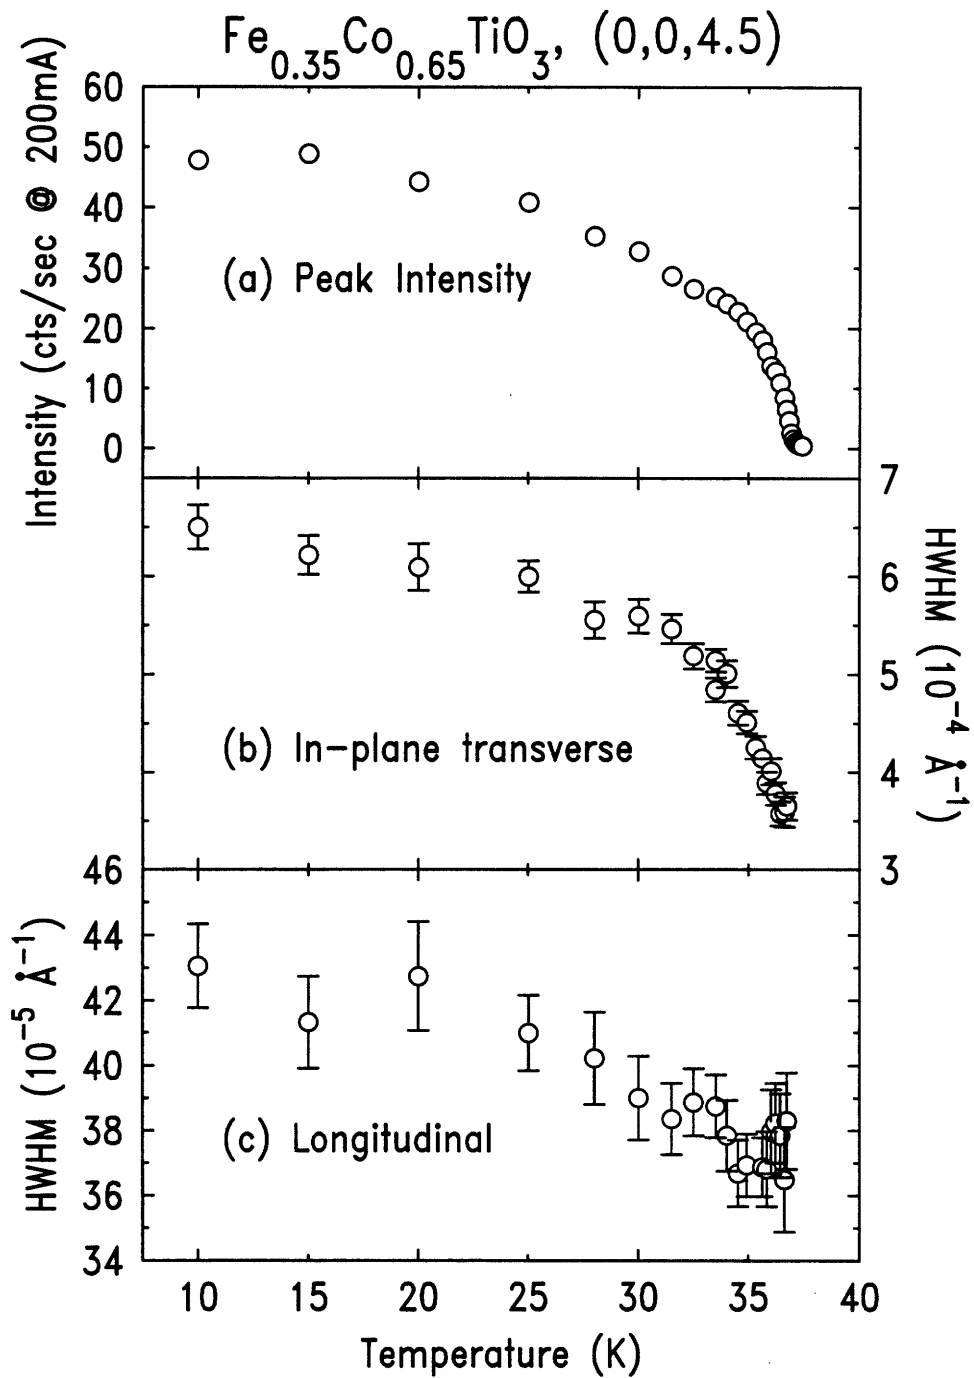 Fe0.35Co0.65TiO3, (0,0,4.5)
Intensity (cts/sec @ 200mA)
60
50
40
30
20
10
0
(a) Peak Intensity
7
6
5
4
3
HWHM (10⁻⁴ Å⁻¹)
(b) In-plane transverse
HWHM (10⁻⁵ Å⁻¹)
46
44
42
40
38
36
34
(c) Longitudinal
10 15 20 25 30 35 40
Temperature (K)